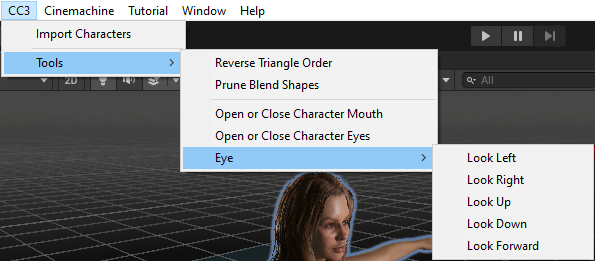 CC3 Cinemachine Tutorial Window Help
Import Characters
Tools
2D
All
Reverse Triangle Order
Prune Blend Shapes
Open or Close Character Mouth
Open or Close Character Eyes
Eye
Look Left
Look Right
Look Up
Look Down
Look Forward